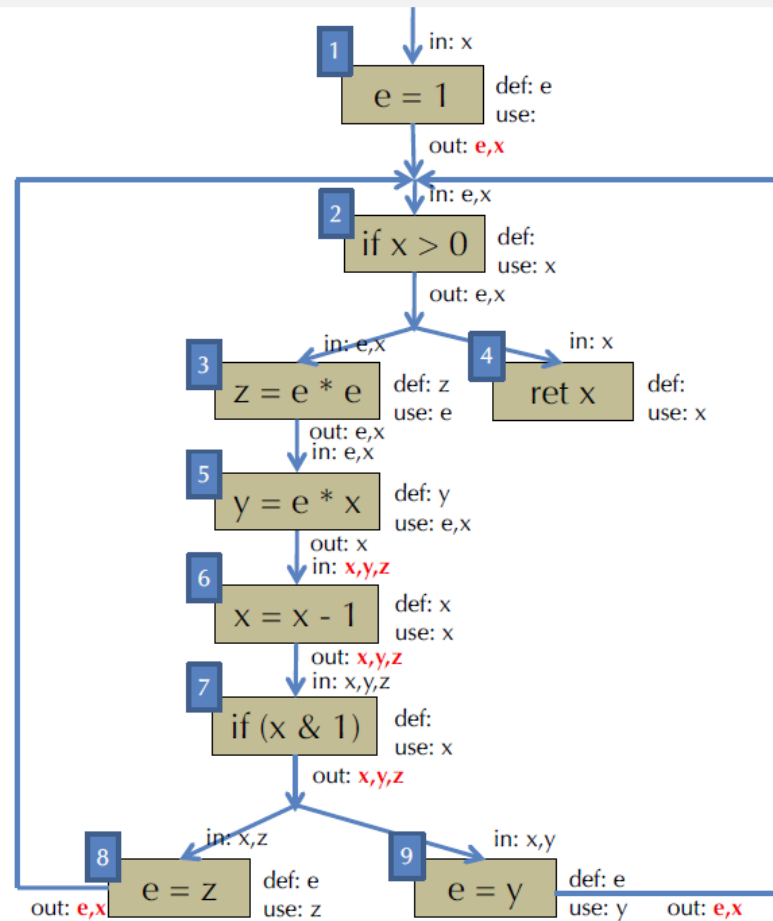 1
in: x
e = 1
def: e
use:
out: e,x
in: e,x
2
if x > 0
def:
use: x
out: e,x
in: e,x
3
z = e * e
def: z
use: e
out: e,x
in: x
4
ret x
def:
use: x
in: e,x
5
y = e * x
def: y
use: e,x
out: x
in: x,y,z
6
x = x - 1
def: x
use: x
out: x,y,z
in: x,y,z
7
if (x & 1)
def:
use: x
out: x,y,z
in: x,z
8
e = z
def: e
use: z
out: e,x
in: x,y
9
e = y
def: e
use: y
out: e,x